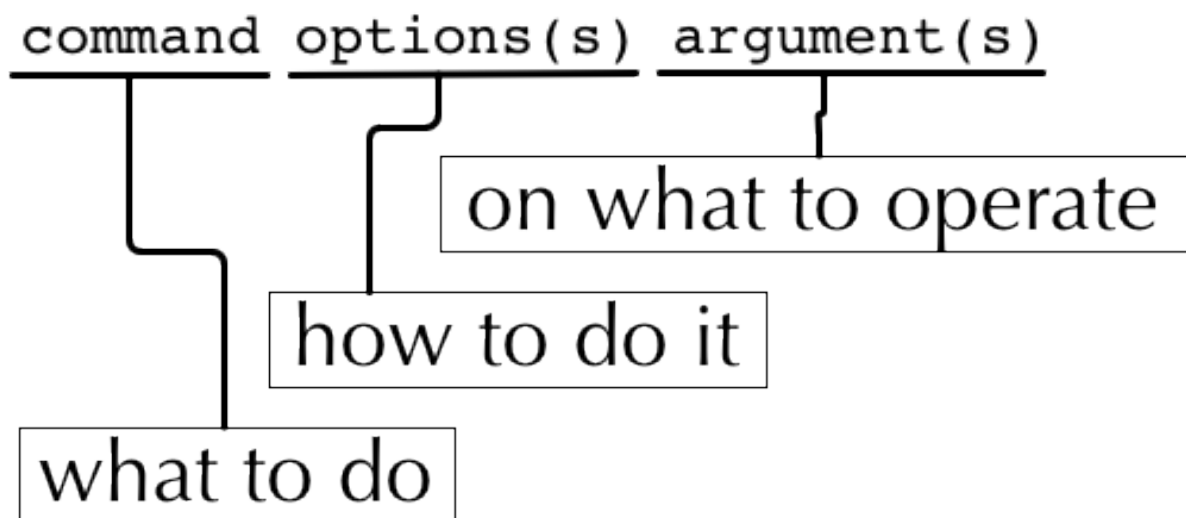 command options(s) argument(s)
on what to operate
how to do it
what to do